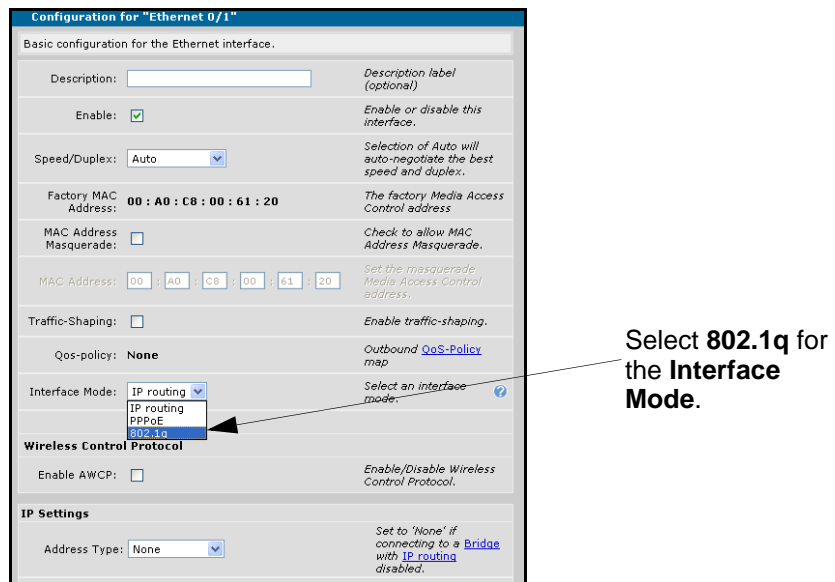 Configuration for "Ethernet 0/1"
Basic configuration for the Ethernet interface.
Description:
Description label
(optional)
Enable:
Enable or disable this
interface.
Speed/Duplex: Auto
Selection of Auto will
auto-negotiate the best
speed and duplex.
Factory MAC
Address:
00 : A0 : C8 : 00 : 61 : 20
The factory Media Access
Control address
MAC Address
Masquerade:
Check to allow MAC
Address Masquerade.
MAC Address: 00 : A0 : C8 : 00 : 61 : 20
Set the masquerade
Media Access Control
address.
Traffic-Shaping:
Enable traffic-shaping.
Qos-policy: None
Outbound QoS-Policy
map
Interface Mode: IP routing
Select an interface
mode.
?
IP routing
PPPoE
802.1q
Wireless Control Protocol
Enable AWCP:
Enable/Disable Wireless
Control Protocol.
IP Settings
Address Type: None
Set to 'None' if
connecting to a Bridge
with IP routing
disabled.
Select 802.1q for
the Interface
Mode.